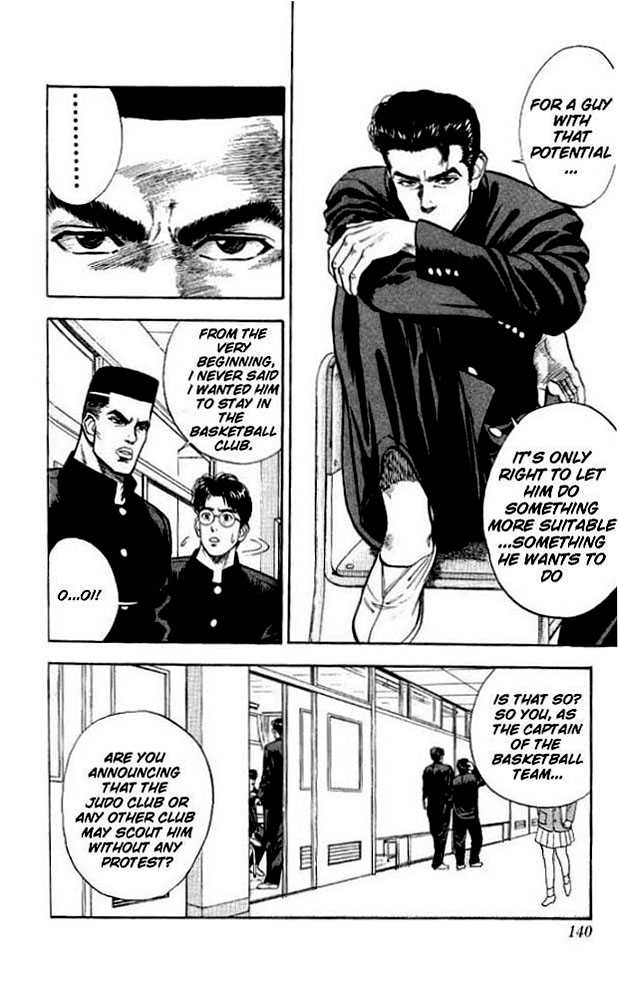 FOR A GUY
WITH
THAT
POTENTIAL
...
IT'S ONLY
RIGHT TO LET
HIM DO
SOMETHING
MORE SUITABLE
...SOMETHING
HE WANTS TO
DO
.........
FROM THE
VERY
BEGINNING,
I NEVER SAID
I WANTED HIM
TO STAY IN
THE
BASKETBALL
CLUB.
O...OI!
IS THAT SO?
SO YOU, AS
THE CAPTAIN
OF THE
BASKETBALL
TEAM...
ARE YOU
ANNOUNCING
THAT THE
JUDO CLUB OR
ANY OTHER CLUB
MAY SCOUT HIM
WITHOUT ANY
PROTEST?
140